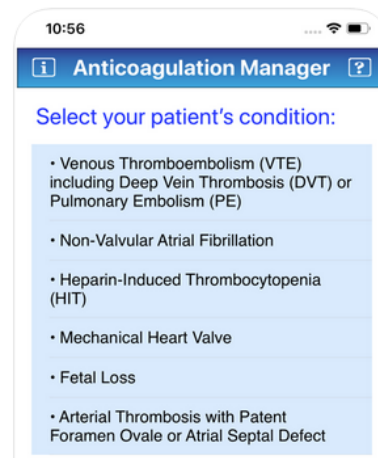 10:56
i Anticoagulation Manager ?
Select your patient's condition:
• Venous Thromboembolism (VTE)
including Deep Vein Thrombosis (DVT) or
Pulmonary Embolism (PE)
• Non-Valvular Atrial Fibrillation
• Heparin-Induced Thrombocytopenia
(HIT)
• Mechanical Heart Valve
• Fetal Loss
• Arterial Thrombosis with Patent
Foramen Ovale or Atrial Septal Defect